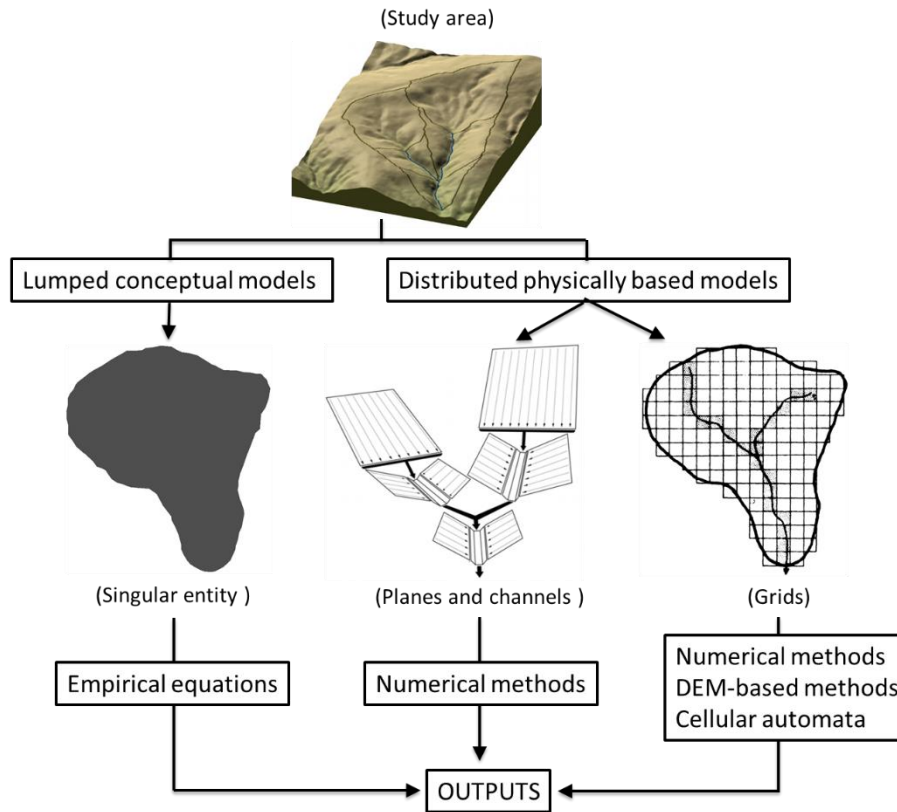 (Study area)
Lumped conceptual models
Distributed physically based models
(Singular entity )
(Planes and channels )
(Grids)
Empirical equations
Numerical methods
Numerical methods
DEM-based methods
Cellular automata
OUTPUTS